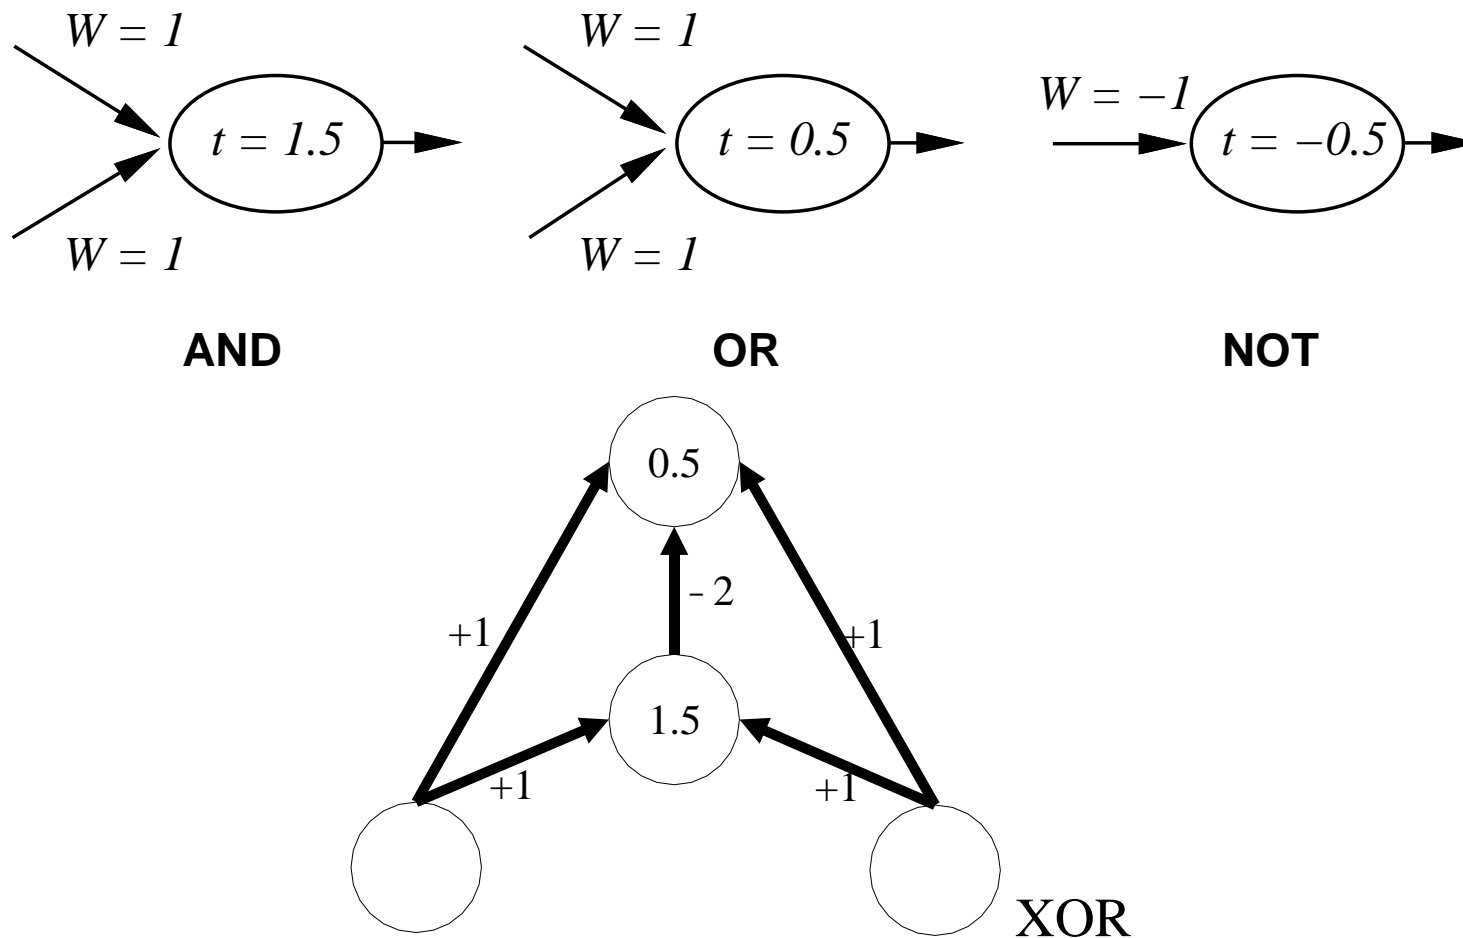 W = 1
W = 1
W = −1
t = 1.5
t = 0.5
t = −0.5
W = 1
W = 1
AND
OR
NOT
0.5
- 2
+1
+1
1.5
+1
+1
XOR